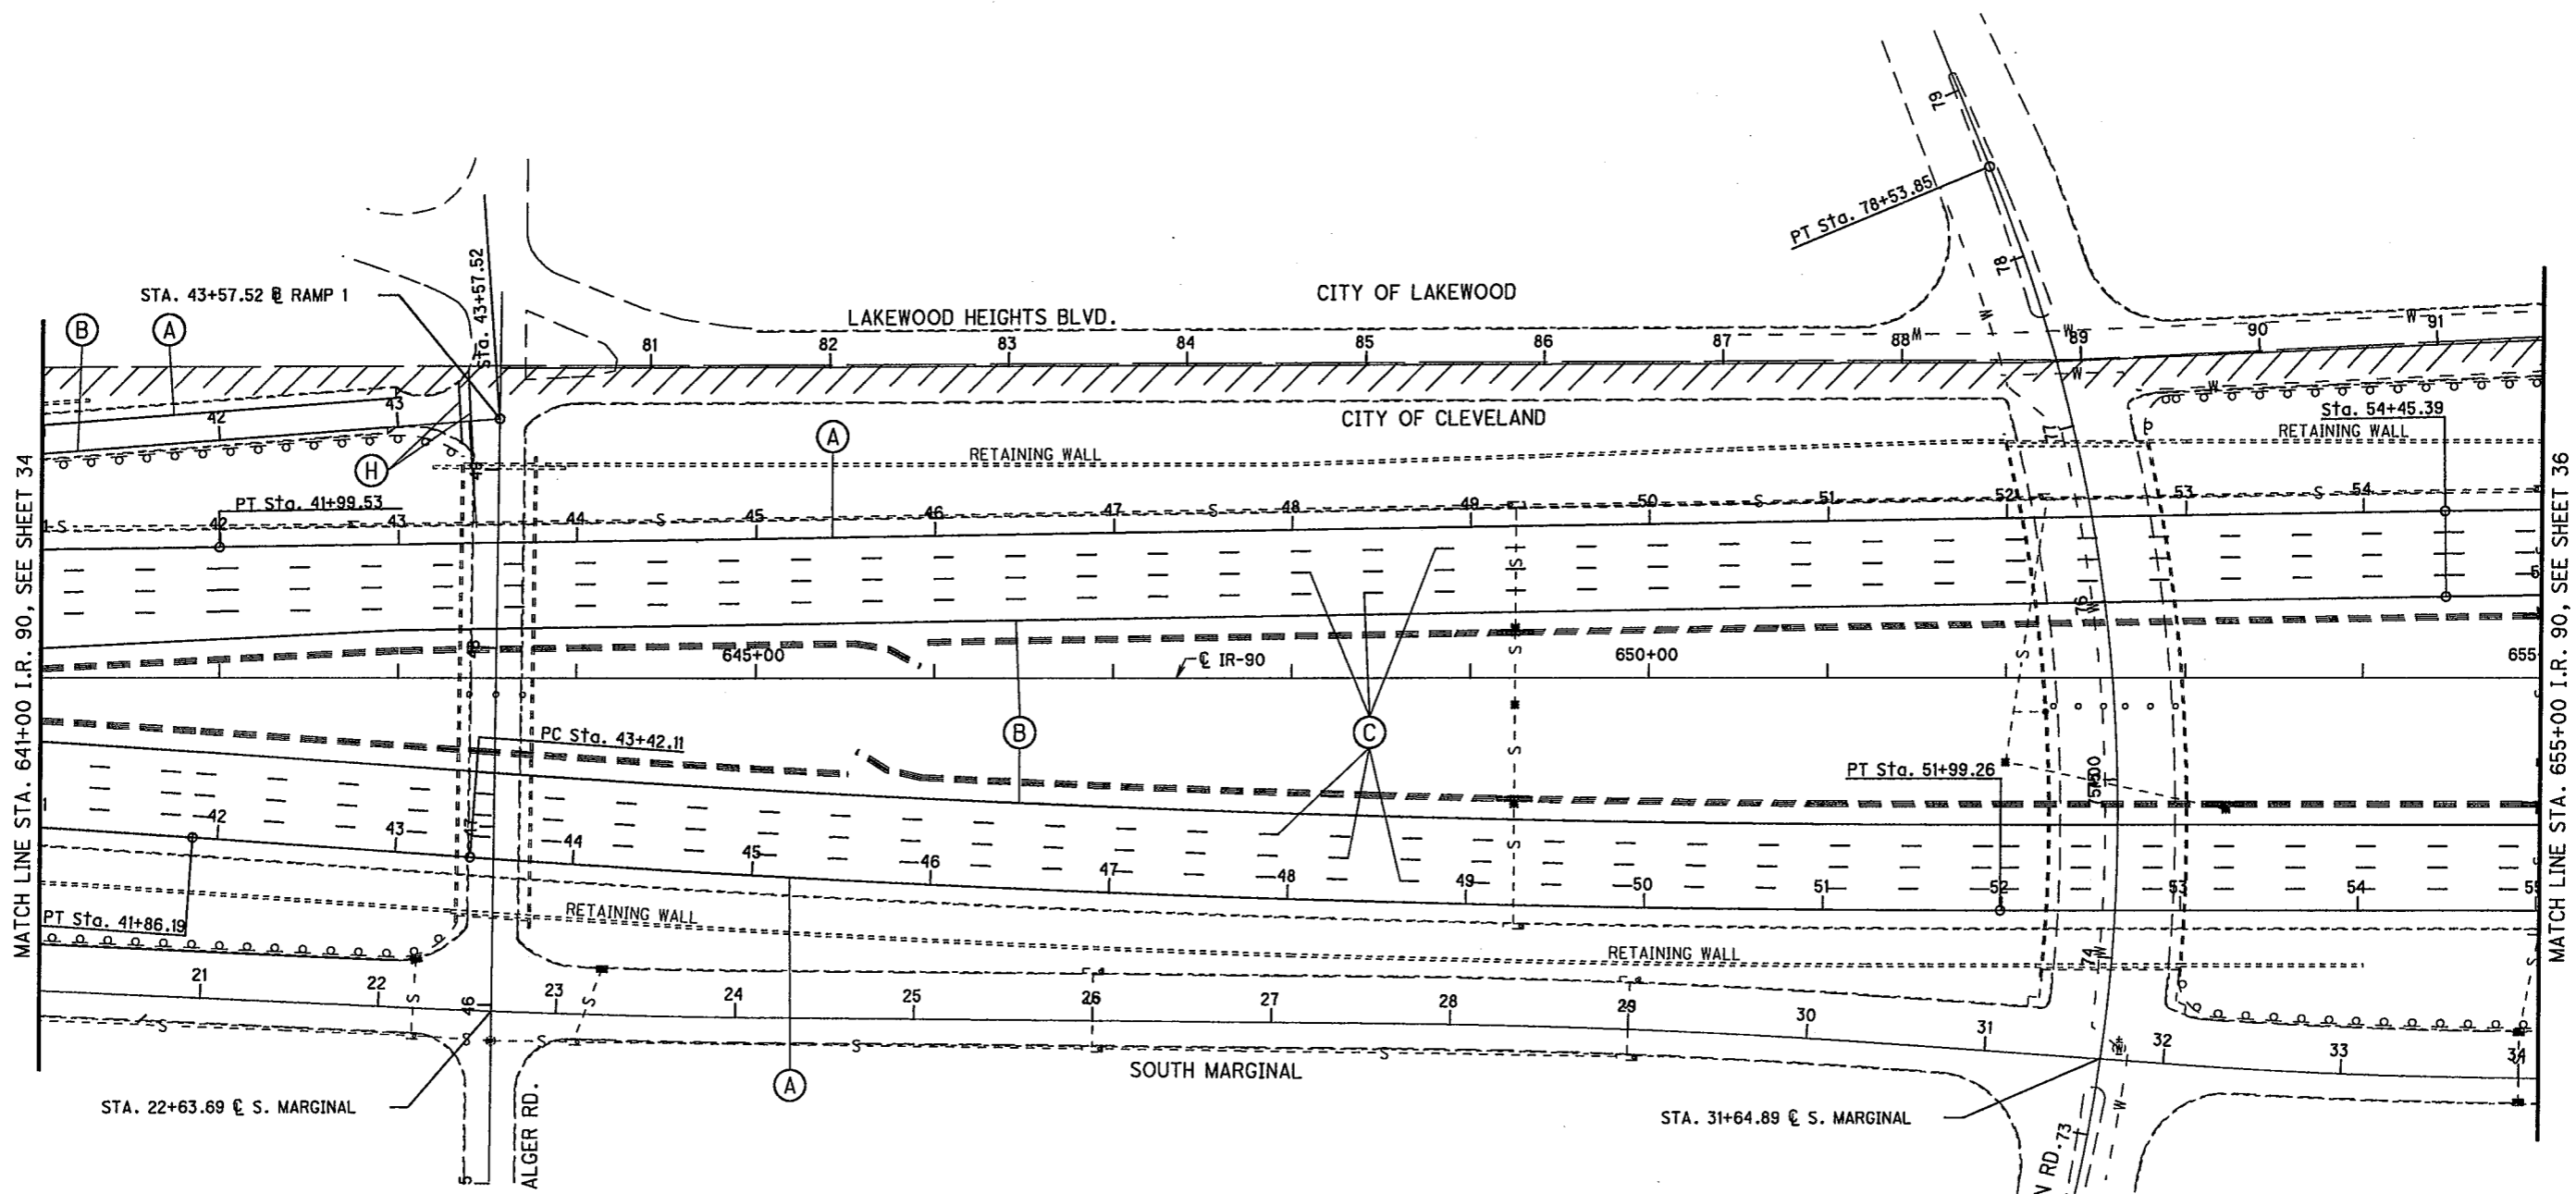 79
PT Sta. 78+53.85
78
CITY OF LAKEWOOD
STA. 43+57.52 ℄ RAMP 1
Sta. 43+57.52
LAKEWOOD HEIGHTS BLVD.
B
A
81 82 83 84 85 86 87 88 89 90 91
W W W W
42 43
CITY OF CLEVELAND
77
Sta. 54+45.39
A
RETAINING WALL
RETAINING WALL
H
PT Sta. 41+99.53
S 42 43 44 S 45 46 47 S 48 49 50 S 51 52 53 S 54
76
645+00
℄ IR-90
650+00
655
S
S
MATCH LINE STA. 641+00 I.R. 90, SEE SHEET 34
MATCH LINE STA. 655+00 I.R. 90, SEE SHEET 36
PC Sta. 43+42.11
B
C
S
PT Sta. 51+99.26
42 43 44 45 46 47 48 49 50 51 52 53 54 55
S
PT Sta. 41+86.19
RETAINING WALL
RETAINING WALL
74
W
21 22 23 24 25 26 27 28 29 30 31 32 33 34
46
S S S S S S
A
SOUTH MARGINAL
STA. 22+63.69 ℄ S. MARGINAL
ALGER RD.
STA. 31+64.89 ℄ S. MARGINAL
W
73
N RD.